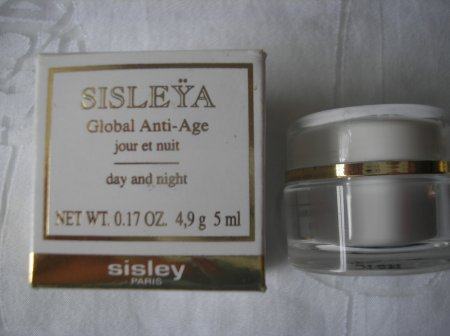 SISLEŸA
Global Anti-Age
jour et nuit
day and night
NET WT. 0.17 OZ. 4,9 g 5 ml
sisley
PARIS